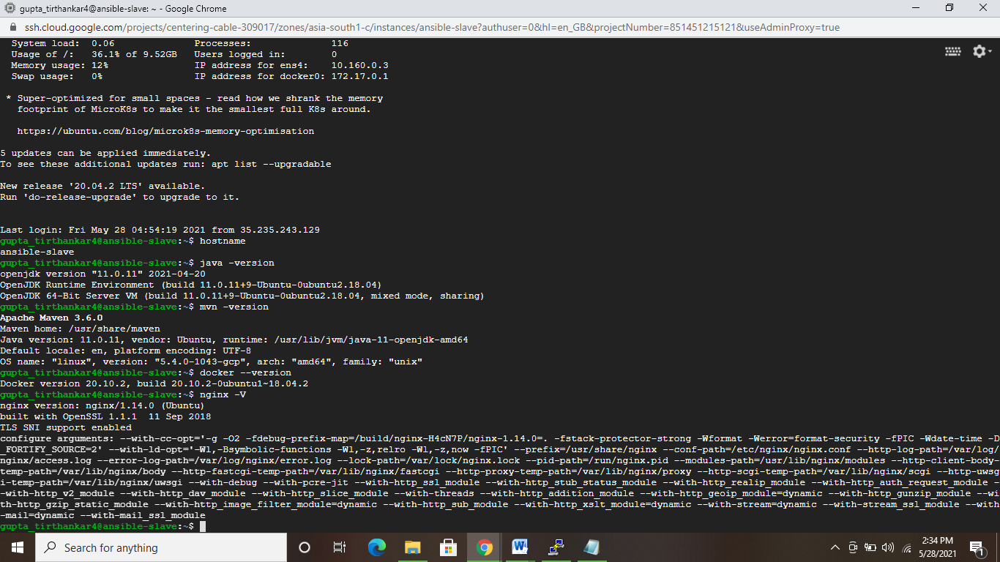 gupta_tirthankar4@ansible-slave: ~ - Google Chrome
ssh.cloud.google.com/projects/centering-cable-309017/zones/asia-south1-c/instances/ansible-slave?authuser=0&hl=en_GB&projectNumber=851451215121&useAdminProxy=true
System load:  0.06              Processes:              116
Usage of /:   36.1% of 9.52GB   Users logged in:        0
Memory usage: 12%               IP address for ens4:    10.160.0.3
Swap usage:   0%                IP address for docker0: 172.17.0.1
* Super-optimized for small spaces - read how we shrank the memory
footprint of MicroK8s to make it the smallest full K8s around.
https://ubuntu.com/blog/microk8s-memory-optimisation
5 updates can be applied immediately.
To see these additional updates run: apt list --upgradable
New release '20.04.2 LTS' available.
Run 'do-release-upgrade' to upgrade to it.
Last login: Fri May 28 04:54:19 2021 from 35.235.243.129
gupta_tirthankar4@ansible-slave:~$ hostname
ansible-slave
gupta_tirthankar4@ansible-slave:~$ java -version
openjdk version "11.0.11" 2021-04-20
OpenJDK Runtime Environment (build 11.0.11+9-Ubuntu-0ubuntu2.18.04)
OpenJDK 64-Bit Server VM (build 11.0.11+9-Ubuntu-0ubuntu2.18.04, mixed mode, sharing)
gupta_tirthankar4@ansible-slave:~$ mvn -version
Apache Maven 3.6.0
Maven home: /usr/share/maven
Java version: 11.0.11, vendor: Ubuntu, runtime: /usr/lib/jvm/java-11-openjdk-amd64
Default locale: en, platform encoding: UTF-8
OS name: "linux", version: "5.4.0-1043-gcp", arch: "amd64", family: "unix"
gupta_tirthankar4@ansible-slave:~$ docker --version
Docker version 20.10.2, build 20.10.2-0ubuntu1~18.04.2
gupta_tirthankar4@ansible-slave:~$ nginx -V
nginx version: nginx/1.14.0 (Ubuntu)
built with OpenSSL 1.1.1  11 Sep 2018
TLS SNI support enabled
configure arguments: --with-cc-opt='-g -O2 -fdebug-prefix-map=/build/nginx-H4cN7P/nginx-1.14.0=. -fstack-protector-strong -Wformat -Werror=format-security -fPIC -Wdate-time -D
_FORTIFY_SOURCE=2' --with-ld-opt='-Wl,-Bsymbolic-functions -Wl,-z,relro -Wl,-z,now -fPIC' --prefix=/usr/share/nginx --conf-path=/etc/nginx/nginx.conf --http-log-path=/var/log/
nginx/access.log --error-log-path=/var/log/nginx/error.log --lock-path=/var/lock/nginx.lock --pid-path=/run/nginx.pid --modules-path=/usr/lib/nginx/modules --http-client-body-
temp-path=/var/lib/nginx/body --http-fastcgi-temp-path=/var/lib/nginx/fastcgi --http-proxy-temp-path=/var/lib/nginx/proxy --http-scgi-temp-path=/var/lib/nginx/scgi --http-uwsg
i-temp-path=/var/lib/nginx/uwsgi --with-debug --with-pcre-jit --with-http_ssl_module --with-http_stub_status_module --with-http_realip_module --with-http_auth_request_module -
-with-http_v2_module --with-http_dav_module --with-http_slice_module --with-threads --with-http_addition_module --with-http_geoip_module=dynamic --with-http_gunzip_module --wi
th-http_gzip_static_module --with-http_image_filter_module=dynamic --with-http_sub_module --with-http_xslt_module=dynamic --with-stream=dynamic --with-stream_ssl_module --with
-mail=dynamic --with-mail_ssl_module
gupta_tirthankar4@ansible-slave:~$
Search for anything
2:34 PM
5/28/2021
1